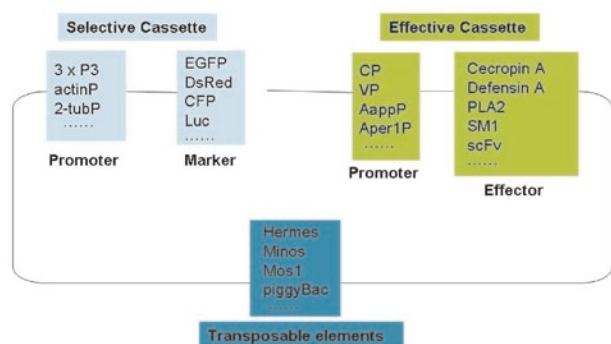 Selective Cassette
3 x P3
actinP
2-tubP
......
Promoter
EGFP
DsRed
CFP
Luc
......
Marker
Effective Cassette
CP
VP
AappP
Aper1P
......
Promoter
Cecropin A
Defensin A
PLA2
SM1
scFv
......
Effector
Hermes
Minos
Mos1
piggyBac
......
Transposable elements